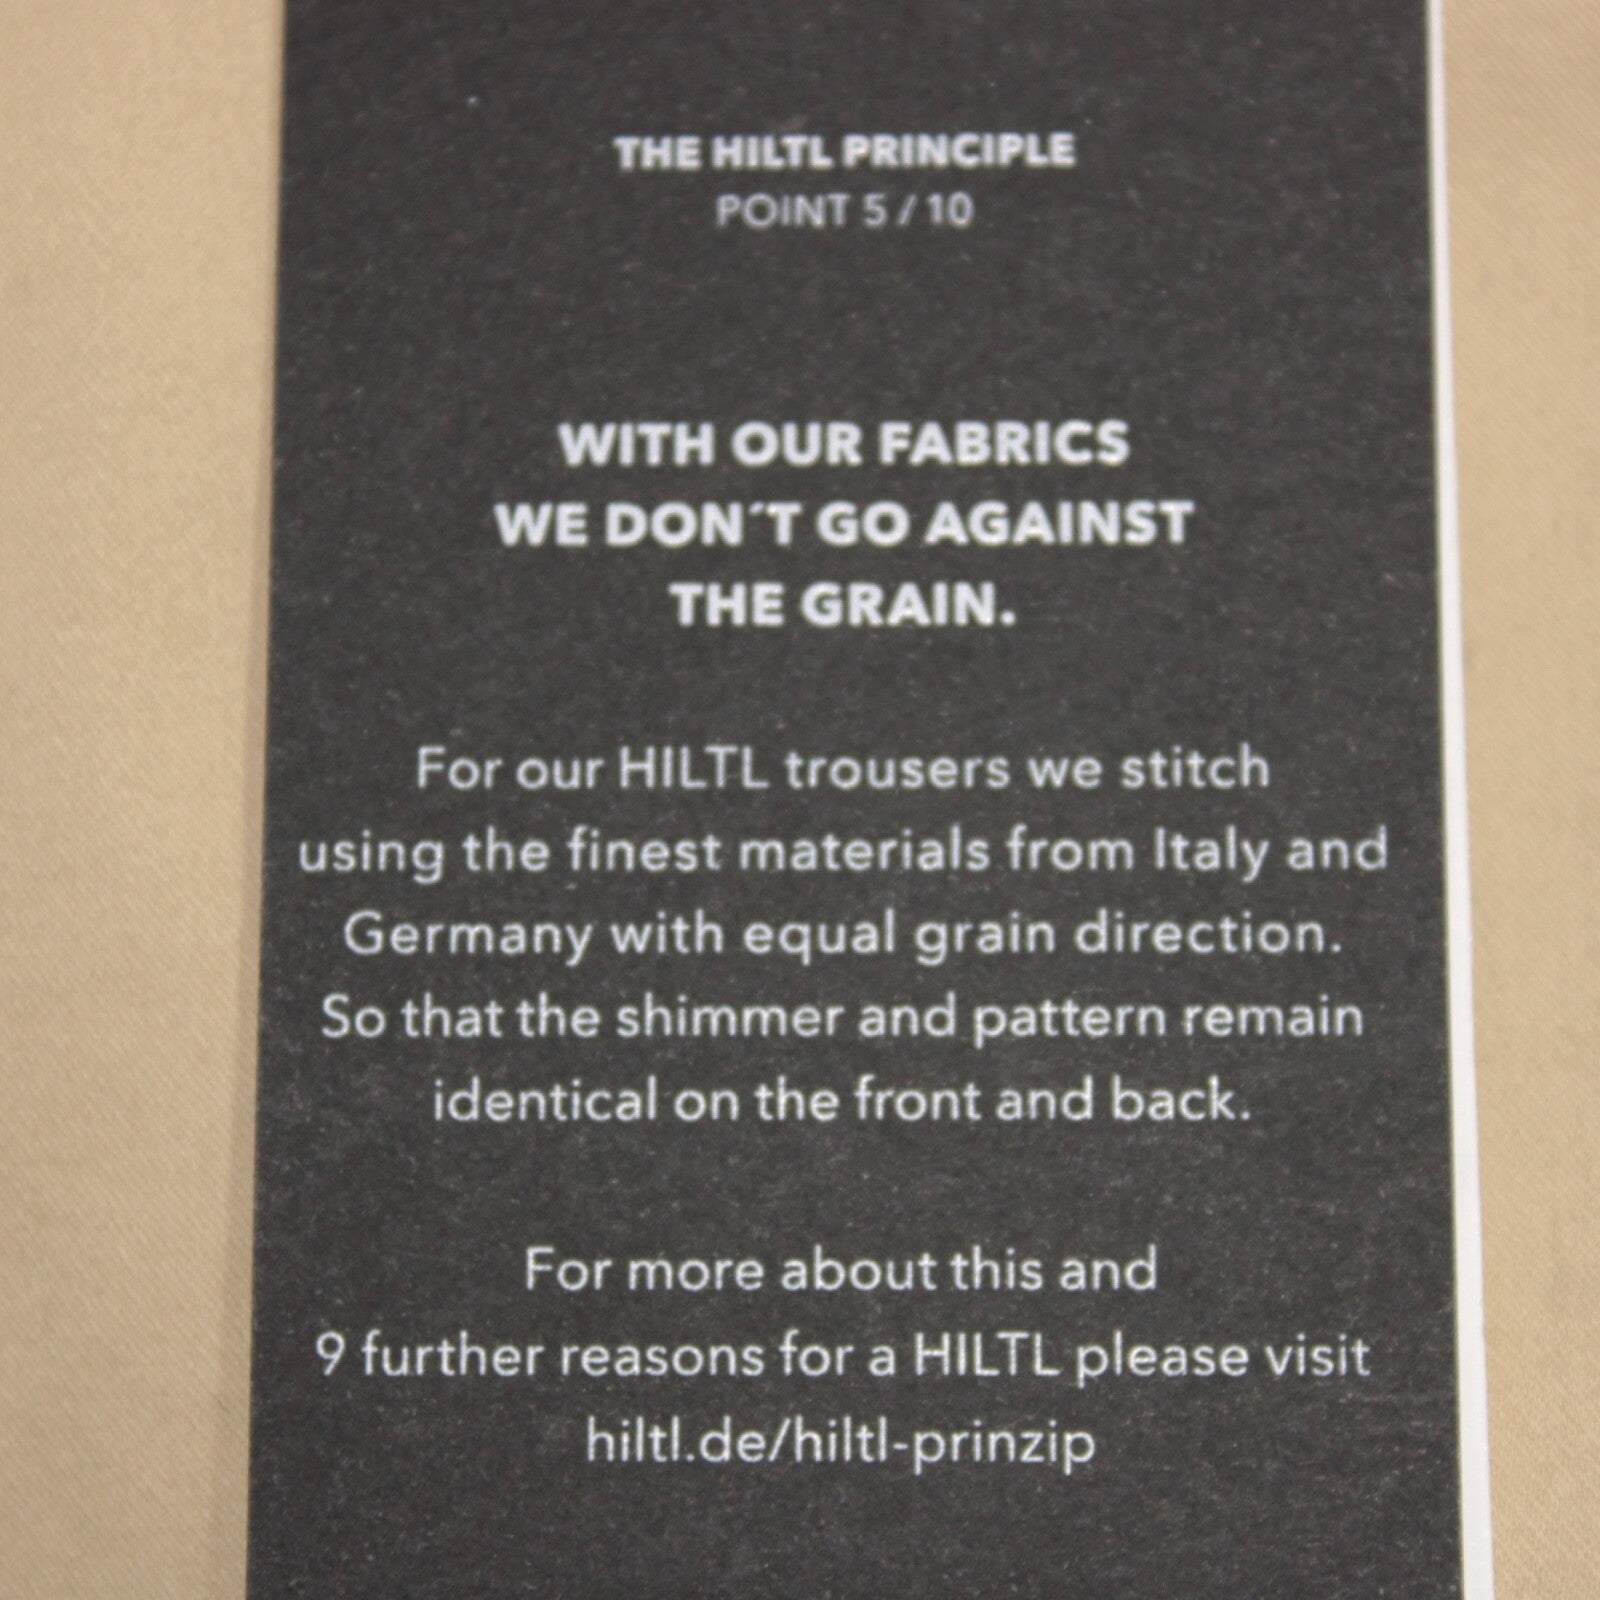 THE HILTL PRINCIPLE
POINT 5 / 10
WITH OUR FABRICS
WE DON´T GO AGAINST
THE GRAIN.
For our HILTL trousers we stitch
using the finest materials from Italy and
Germany with equal grain direction.
So that the shimmer and pattern remain
identical on the front and back.
For more about this and
9 further reasons for a HILTL please visit
hiltl.de/hiltl-prinzip